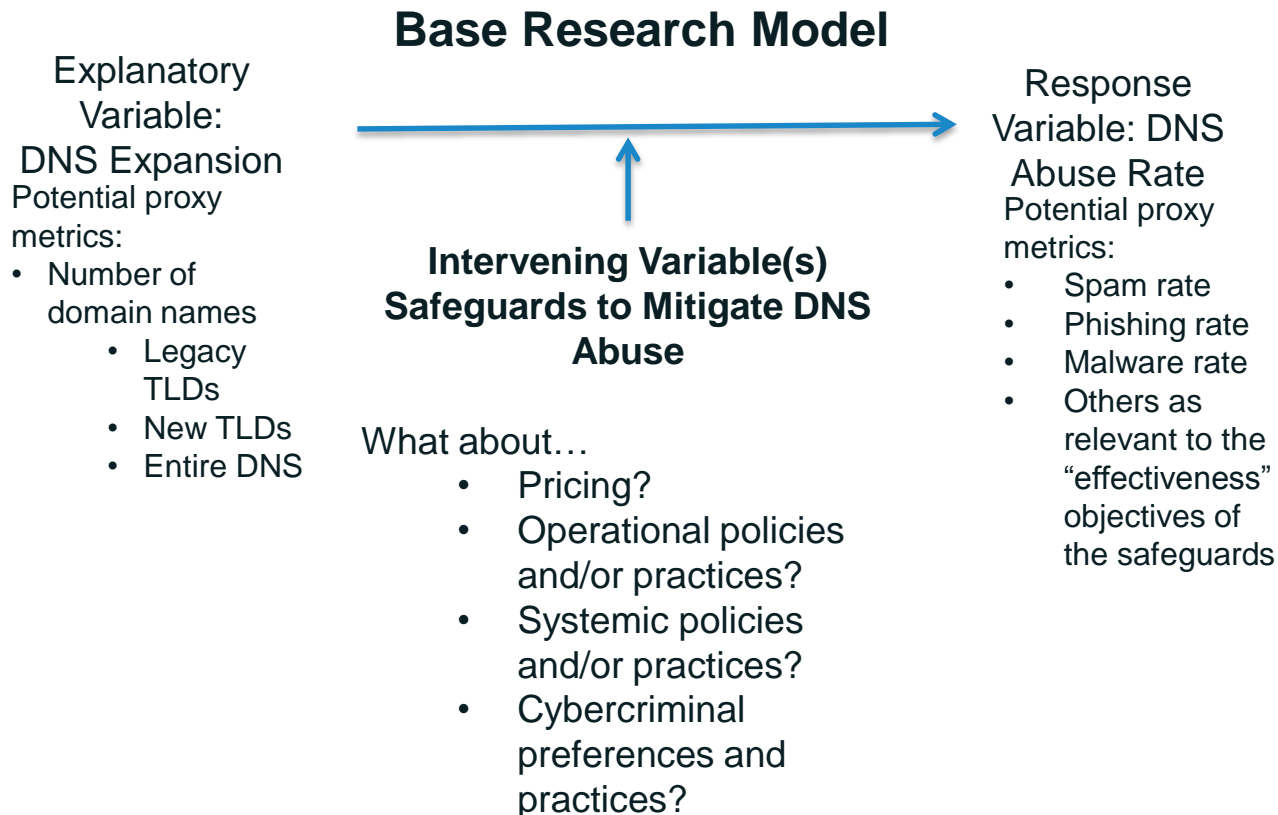 Base Research Model
Explanatory
Variable:
DNS Expansion
Potential proxy
metrics:
• Number of
domain names
• Legacy
TLDs
• New TLDs
• Entire DNS
Intervening Variable(s)
Safeguards to Mitigate DNS
Abuse
What about…
• Pricing?
• Operational policies
and/or practices?
• Systemic policies
and/or practices?
• Cybercriminal
preferences and
practices?
Response
Variable: DNS
Abuse Rate
Potential proxy
metrics:
• Spam rate
• Phishing rate
• Malware rate
• Others as
relevant to the
“effectiveness”
objectives of
the safeguards